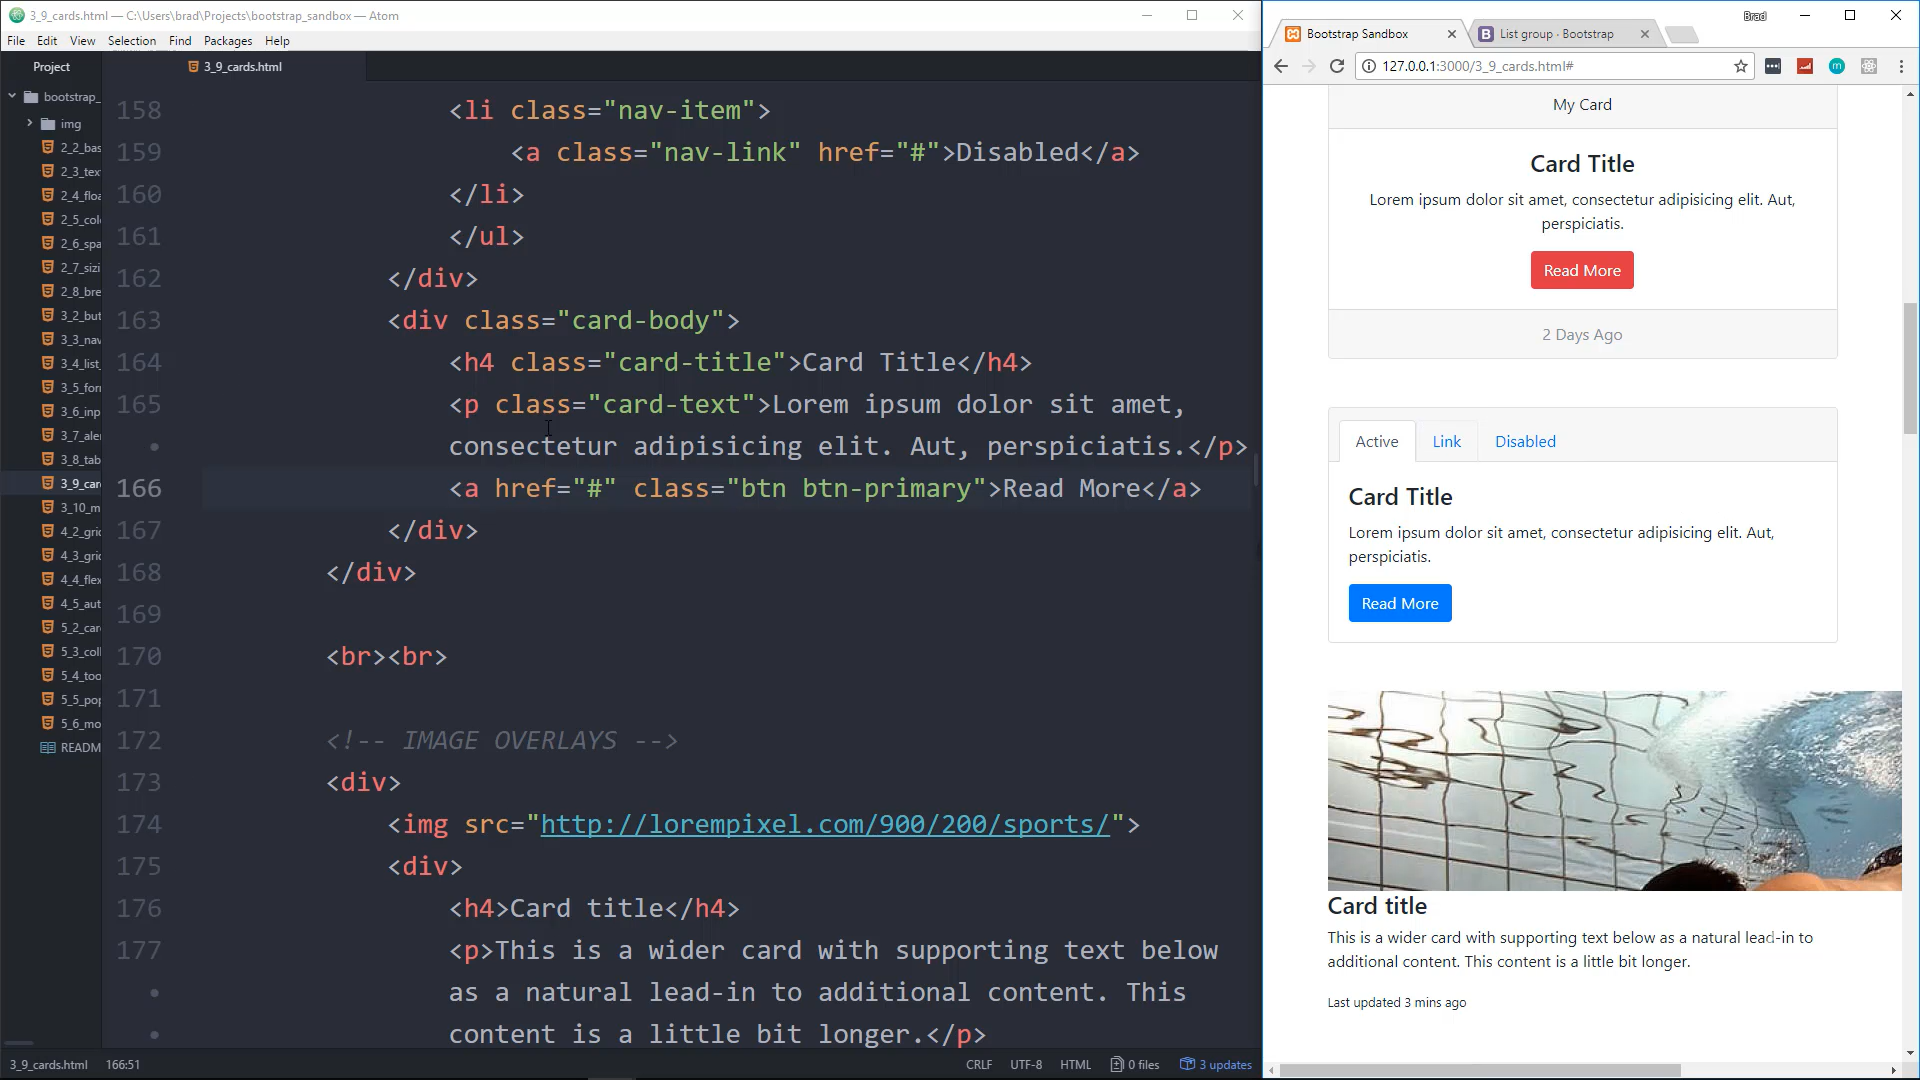 3_9_cards.html — C:\Users\brad\Projects\bootstrap_sandbox — Atom
File Edit View Selection Find Packages Help
Project
3_9_cards.html
bootstrap_
img
2_2_bas
2_3_tex
2_4_floa
2_5_colo
2_6_spa
2_7_sizi
2_8_bre
3_2_but
3_3_nav
3_4_list_
3_5_forr
3_6_inp
3_7_aler
3_8_tab
3_9_car
3_10_m
4_2_grid
4_3_grid
4_4_flex
4_5_aut
5_2_car
5_3_coll
5_4_too
5_5_pop
5_6_mo
README
158 <li class="nav-item">
159 <a class="nav-link" href="#">Disabled</a>
160 </li>
161 </ul>
162 </div>
163 <div class="card-body">
164 <h4 class="card-title">Card Title</h4>
165 <p class="card-text">Lorem ipsum dolor sit amet,
• consectetur adipisicing elit. Aut, perspiciatis.</p>
166 <a href="#" class="btn btn-primary">Read More</a>
167 </div>
168 </div>
169
170 <br><br>
171
172 <!-- IMAGE OVERLAYS -->
173 <div>
174 <img src="http://lorempixel.com/900/200/sports/">
175 <div>
176 <h4>Card title</h4>
177 <p>This is a wider card with supporting text below
• as a natural lead-in to additional content. This
• content is a little bit longer.</p>
3_9_cards.html 166:51 CRLF UTF-8 HTML 0 files 3 updates
Brad
Bootstrap Sandbox
List group · Bootstrap
127.0.0.1:3000/3_9_cards.html#
My Card
Card Title
Lorem ipsum dolor sit amet, consectetur adipisicing elit. Aut,
perspiciatis.
Read More
2 Days Ago
Active Link Disabled
Card Title
Lorem ipsum dolor sit amet, consectetur adipisicing elit. Aut,
perspiciatis.
Read More
Card title
This is a wider card with supporting text below as a natural lead-in to
additional content. This content is a little bit longer.
Last updated 3 mins ago